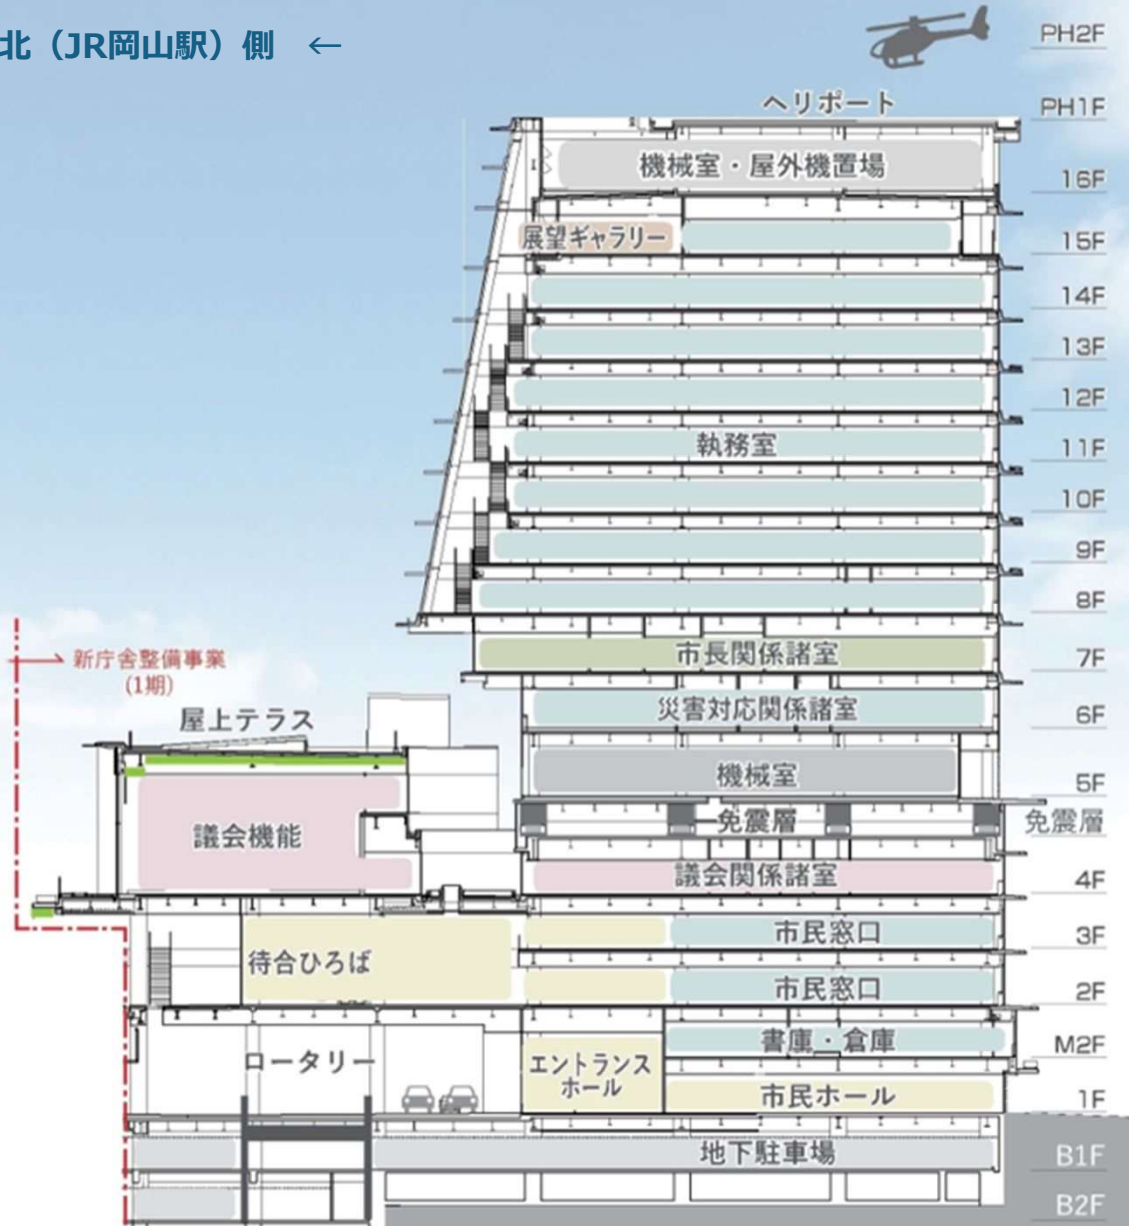 北（JR岡山駅）側 ←
PH2F
ヘリポート
PH1F
機械室・屋外機置場
16F
展望ギャラリー
15F
14F
13F
12F
執務室
11F
10F
9F
8F
新庁舎整備事業
(1期)
市長関係諸室
7F
屋上テラス
災害対応関係諸室
6F
機械室
5F
議会機能
免震層
免震層
議会関係諸室
4F
待合ひろば
市民窓口
3F
市民窓口
2F
ロータリー
エントランス
ホール
書庫・倉庫
M2F
市民ホール
1F
地下駐車場
B1F
B2F